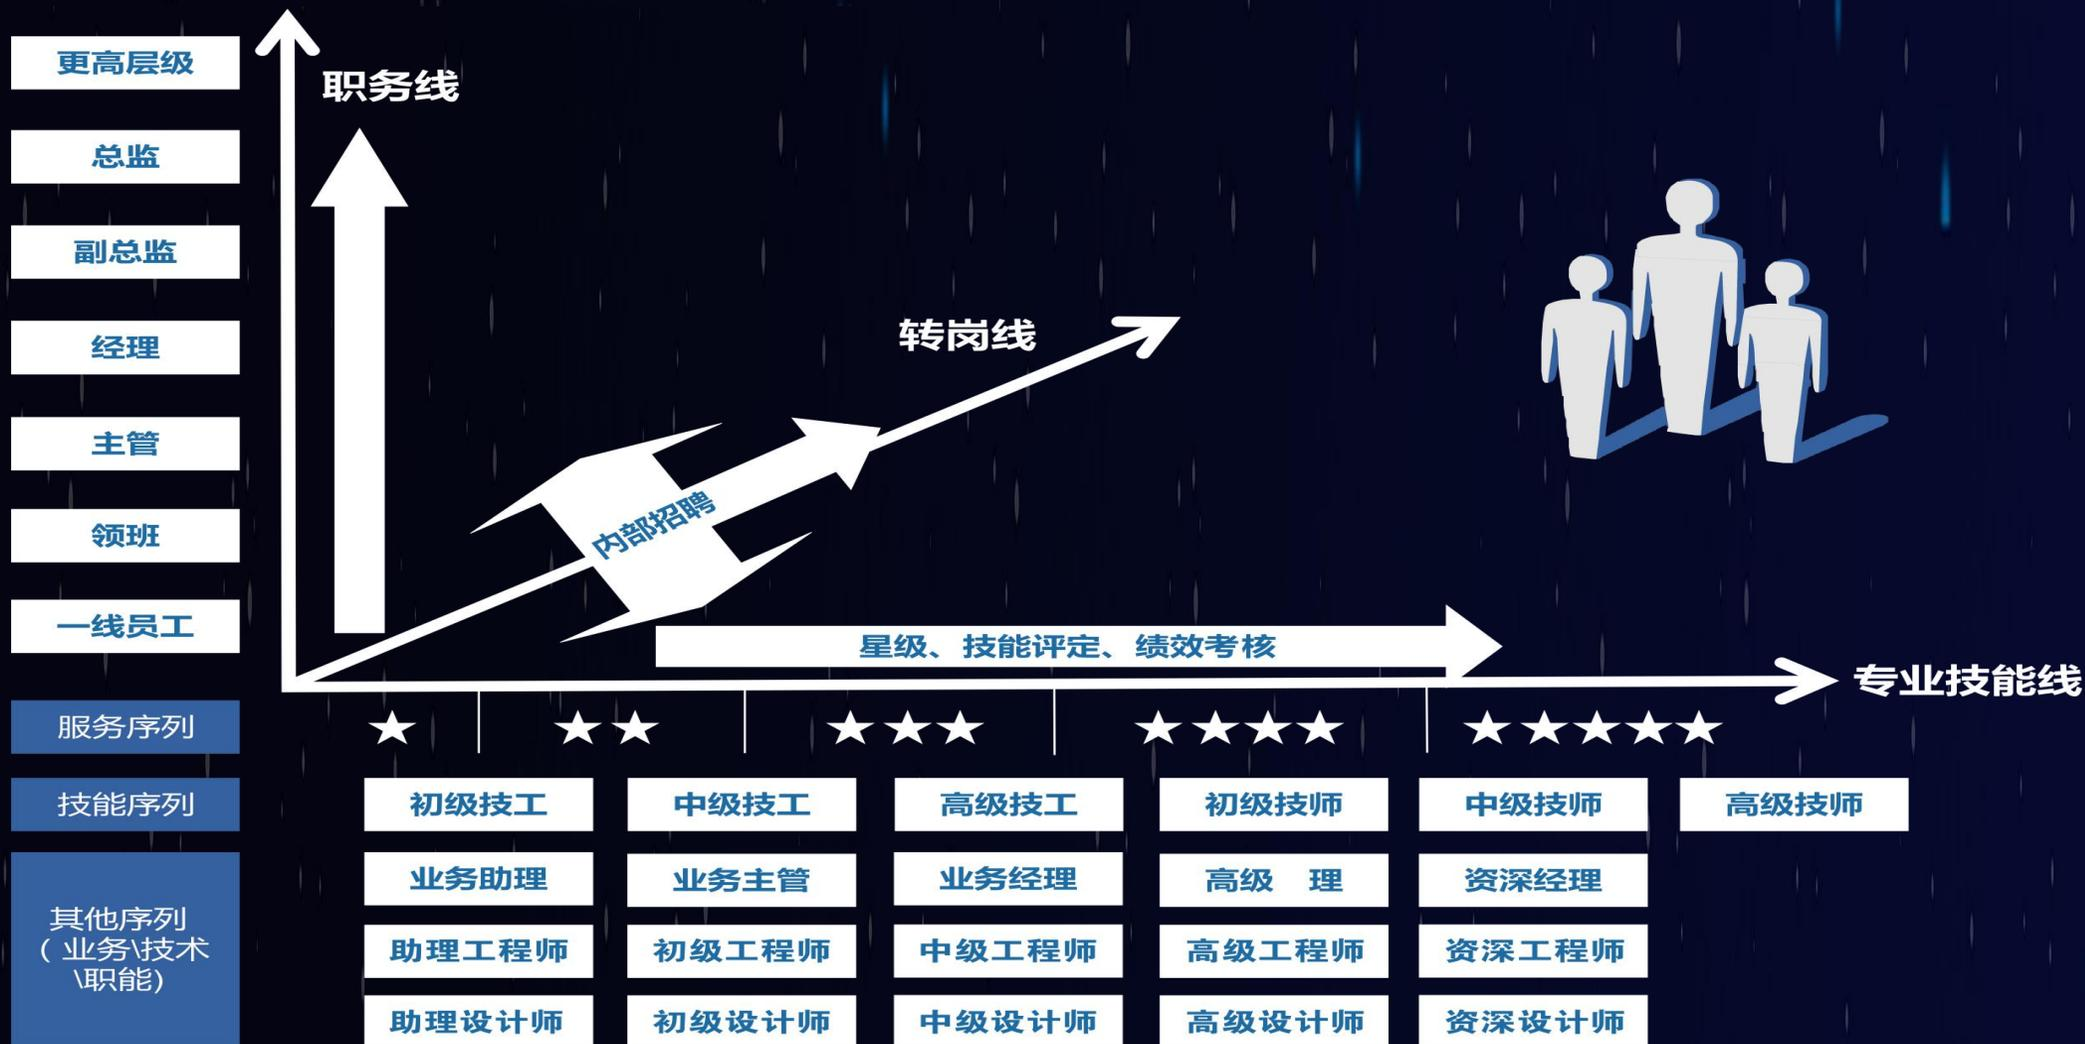 更高层级
职务线
总监
副总监
经理
转岗线
主管
内部招聘
领班
一线员工
星级、技能评定、绩效考核
专业技能线
服务序列
技能序列
初级技工
中级技工
高级技工
初级技师
中级技师
高级技师
其他序列
(业务\技术
\职能)
业务助理
业务主管
业务经理
高级 理
资深经理
助理工程师
初级工程师
中级工程师
高级工程师
资深工程师
助理设计师
初级设计师
中级设计师
高级设计师
资深设计师